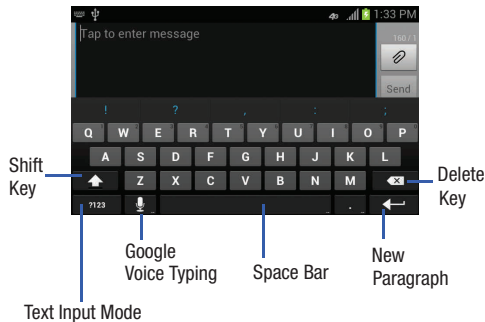 4G 1:33 PM
Tap to enter message
160 / 1
Send
! ? , : ;
Q W E R T Y U I O P
A S D F G H J K L
Z X C V B N M
?123 .
Shift
Key
Delete
Key
Google
Voice Typing
Space Bar
New
Paragraph
Text Input Mode